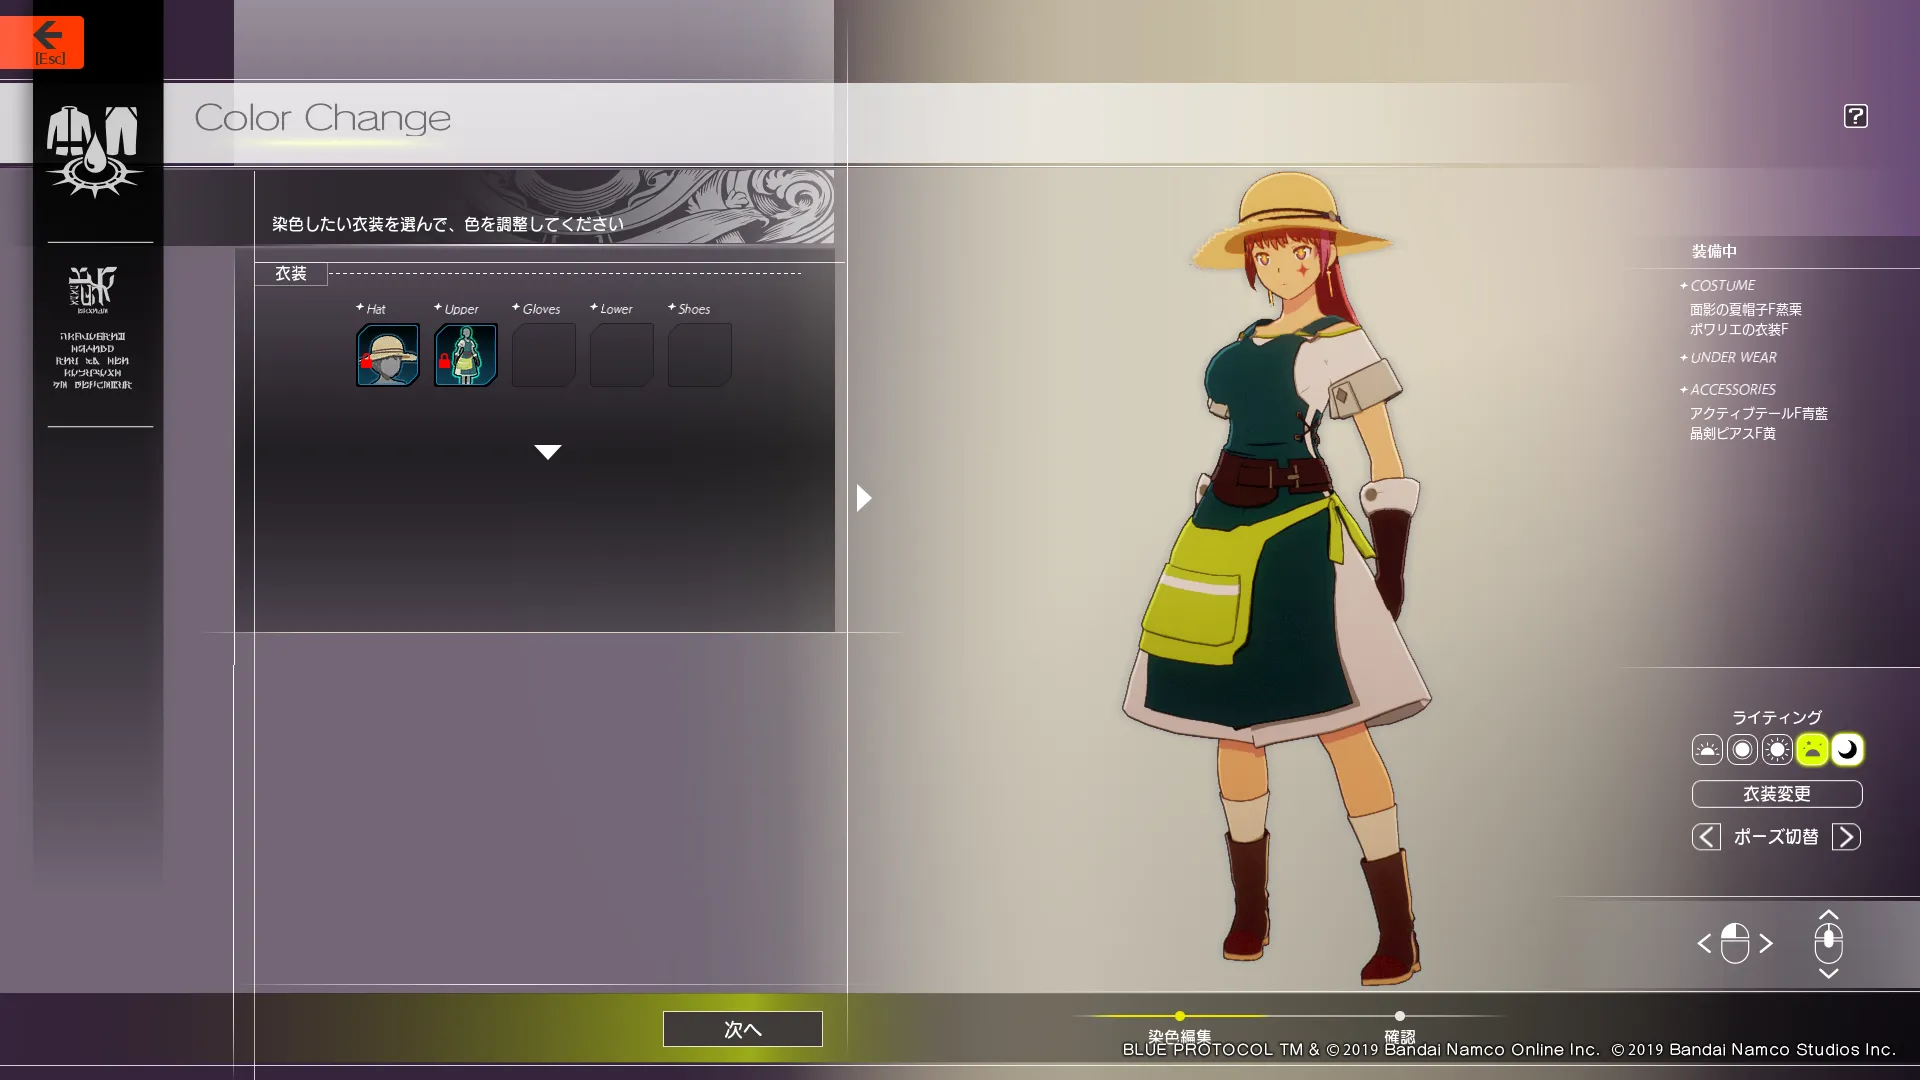 [Esc]
Color Change
?
染色したい衣装を選んで、色を調整してください
衣装
Hat
Upper
Gloves
Lower
Shoes
装備中
COSTUME
面影の夏帽子F蒸栗
ポワリエの衣装F
UNDER WEAR
ACCESSORIES
アクティブテールF青藍
晶剣ピアスF黄
ライティング
衣装変更
ポーズ切替
次へ
染色編集
確認
BLUE PROTOCOL TM & ©2019 Bandai Namco Online Inc. ©2019 Bandai Namco Studios Inc.